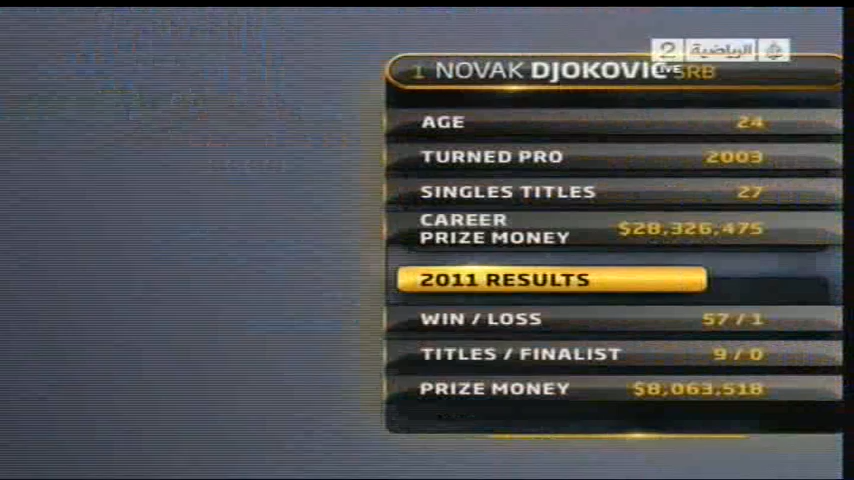 2 الرياضية
1 NOVAK DJOKOVIC SRB
LIVE
AGE 24
TURNED PRO 2003
SINGLES TITLES 27
CAREER
PRIZE MONEY $28,326,475
2011 RESULTS
WIN / LOSS 57 / 1
TITLES / FINALIST 9 / 0
PRIZE MONEY $8,063,518